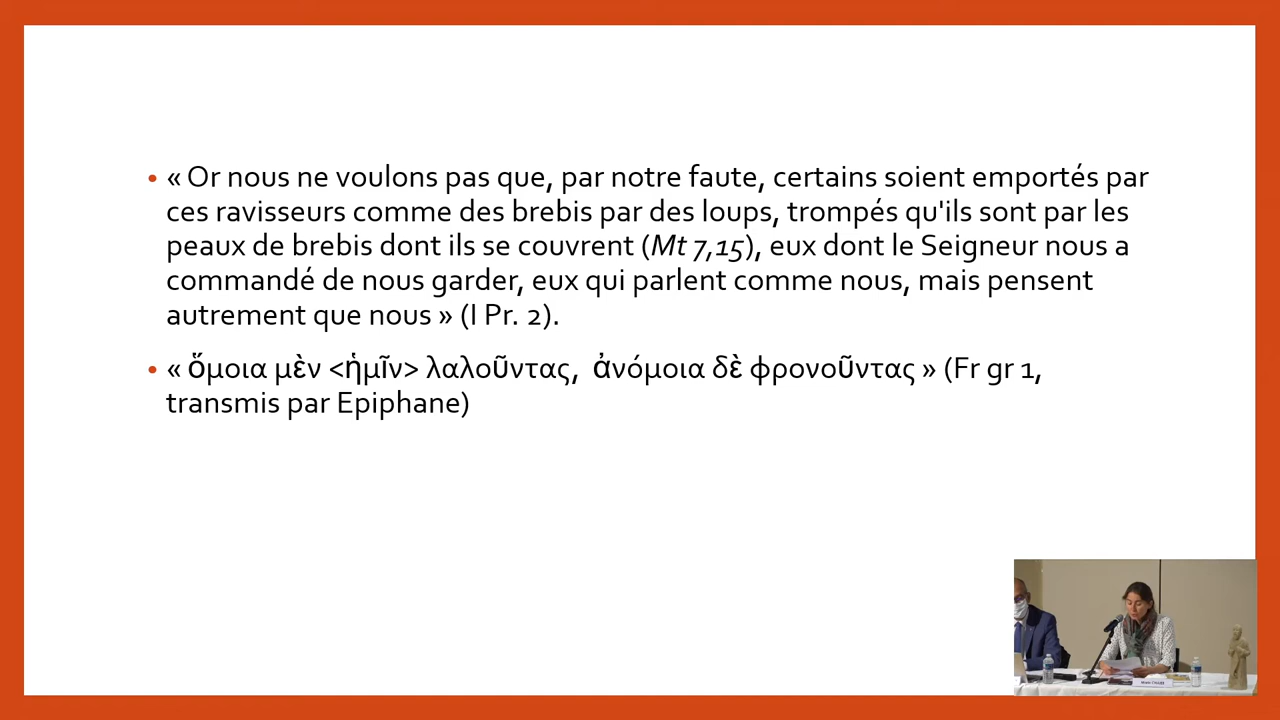 • « Or nous ne voulons pas que, par notre faute, certains soient emportés par
ces ravisseurs comme des brebis par des loups, trompés qu'ils sont par les
peaux de brebis dont ils se couvrent (Mt 7,15), eux dont le Seigneur nous a
commandé de nous garder, eux qui parlent comme nous, mais pensent
autrement que nous » (I Pr. 2).
• « ὅμοια μὲν <ἡμῖν> λαλοῦντας, ἀνόμοια δὲ φρονοῦντας » (Fr gr 1,
transmis par Epiphane)